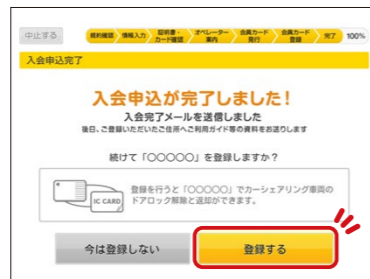 中止する
規約確認 情報入力 証明書・カード確認 オペレーター案内 会員カード発行 会員カード登録 完了 100%
入会申込完了
入会申込が完了しました！
入会完了メールを送信しました
後日、ご登録いただいたご住所へご利用ガイド等の資料をお送りします
続けて「〇〇〇〇〇」を登録しますか？
IC CARD
登録を行うと「〇〇〇〇〇」でカーシェアリング車両の
ドアロック解除と返却ができます。
今は登録しない
登録する